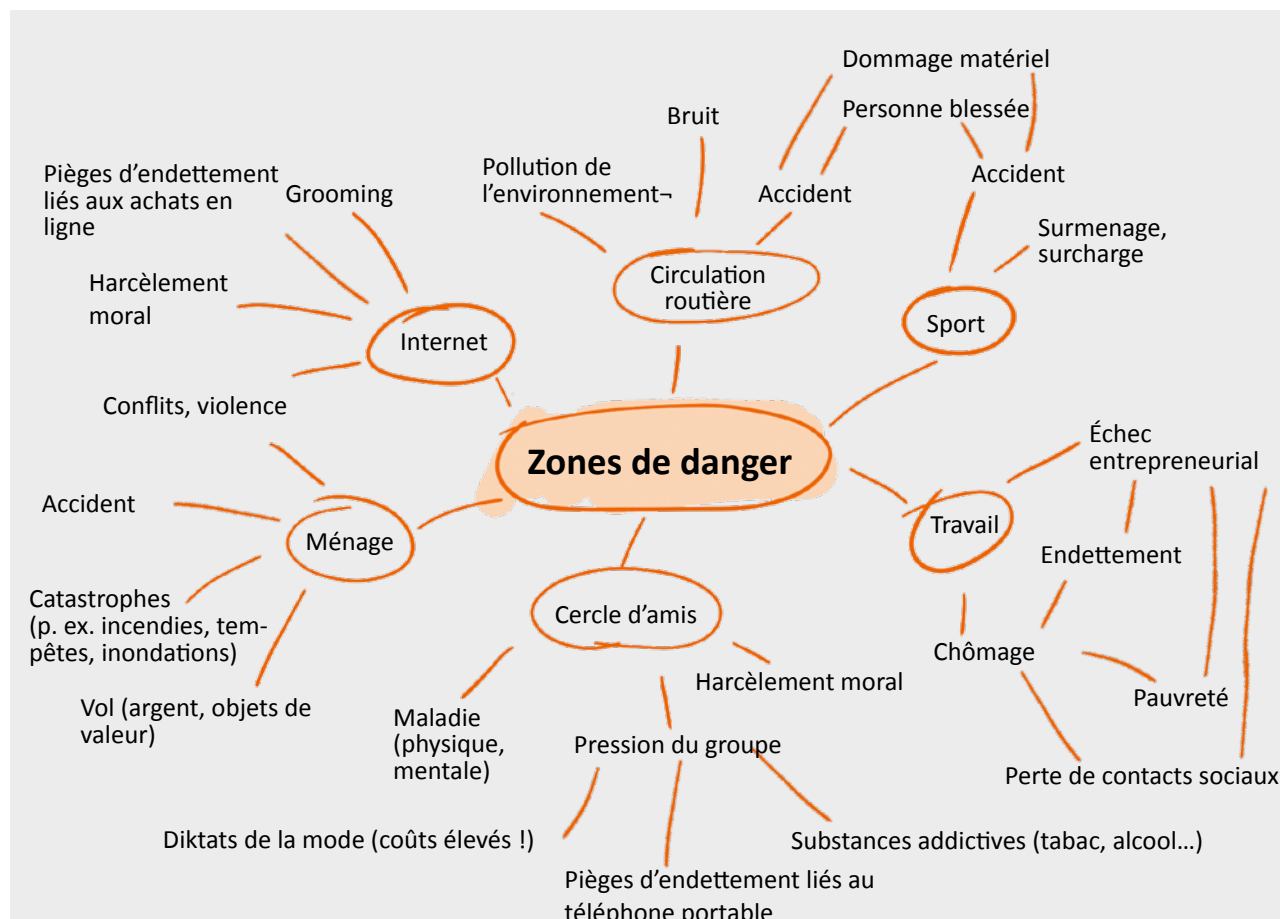 Dommage matériel
Personne blessée
Bruit
Pollution de
l’environnement¬
Accident
Accident
Pièges d’endettement
liés aux achats en
ligne
Grooming
Surmenage,
surcharge
Circulation
routière
Harcèlement
moral
Sport
Internet
Conflits, violence
Zones de danger
Échec
entrepreneurial
Accident
Ménage
Travail
Endettement
Catastrophes
(p. ex. incendies, tem-
pêtes, inondations)
Cercle d’amis
Chômage
Harcèlement moral
Pauvreté
Vol (argent, objets de
valeur)
Maladie
(physique,
mentale)
Pression du groupe
Perte de contacts sociaux
Diktats de la mode (coûts élevés !)
Substances addictives (tabac, alcool...)
Pièges d’endettement liés au
téléphone portable